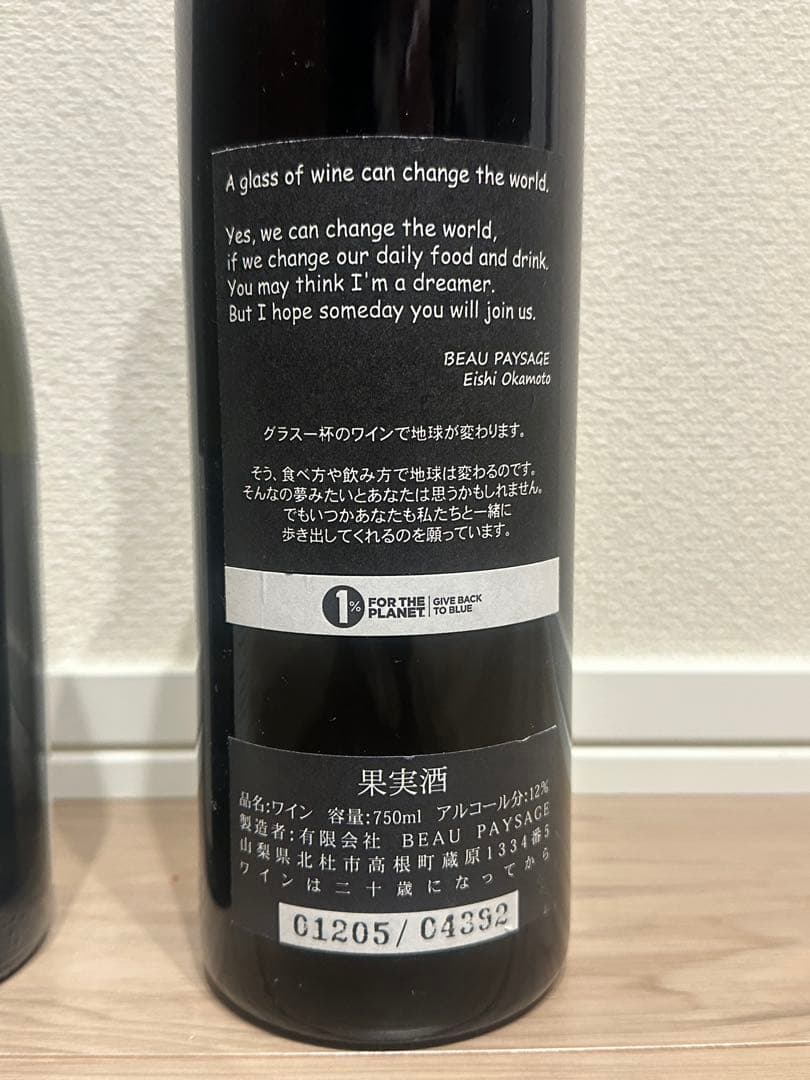 A glass of wine can change the world.
Yes, we can change the world,
if we change our daily food and drink.
You may think I'm a dreamer.
But I hope someday you will join us.
BEAU PAYSAGE
Eishi Okamoto
グラス一杯のワインで地球が変わります。
そう、食べ方や飲み方で地球は変わるのです。
そんなの夢みたいとあなたは思うかもしれません。
でもいつかあなたも私たちと一緒に
歩き出してくれるのを願っています。
1% FOR THE PLANET | GIVE BACK TO BLUE
果実酒
品名:ワイン 容量:750ml アルコール分:12%
製造者:有限会社 BEAU PAYSAGE
山梨県北杜市高根町蔵原1334番5
ワインは二十歳になってから
01205/04392